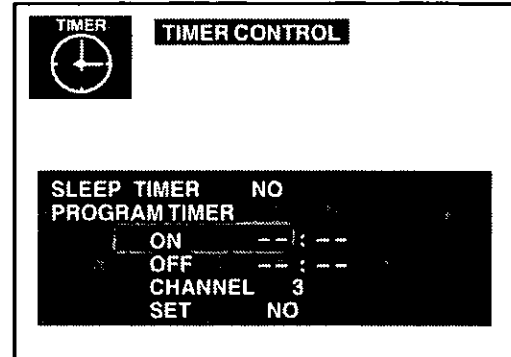 TIMER
TIMER CONTROL
SLEEP TIMER NO
PROGRAM TIMER
ON --:--
OFF --:--
CHANNEL 3
SET NO